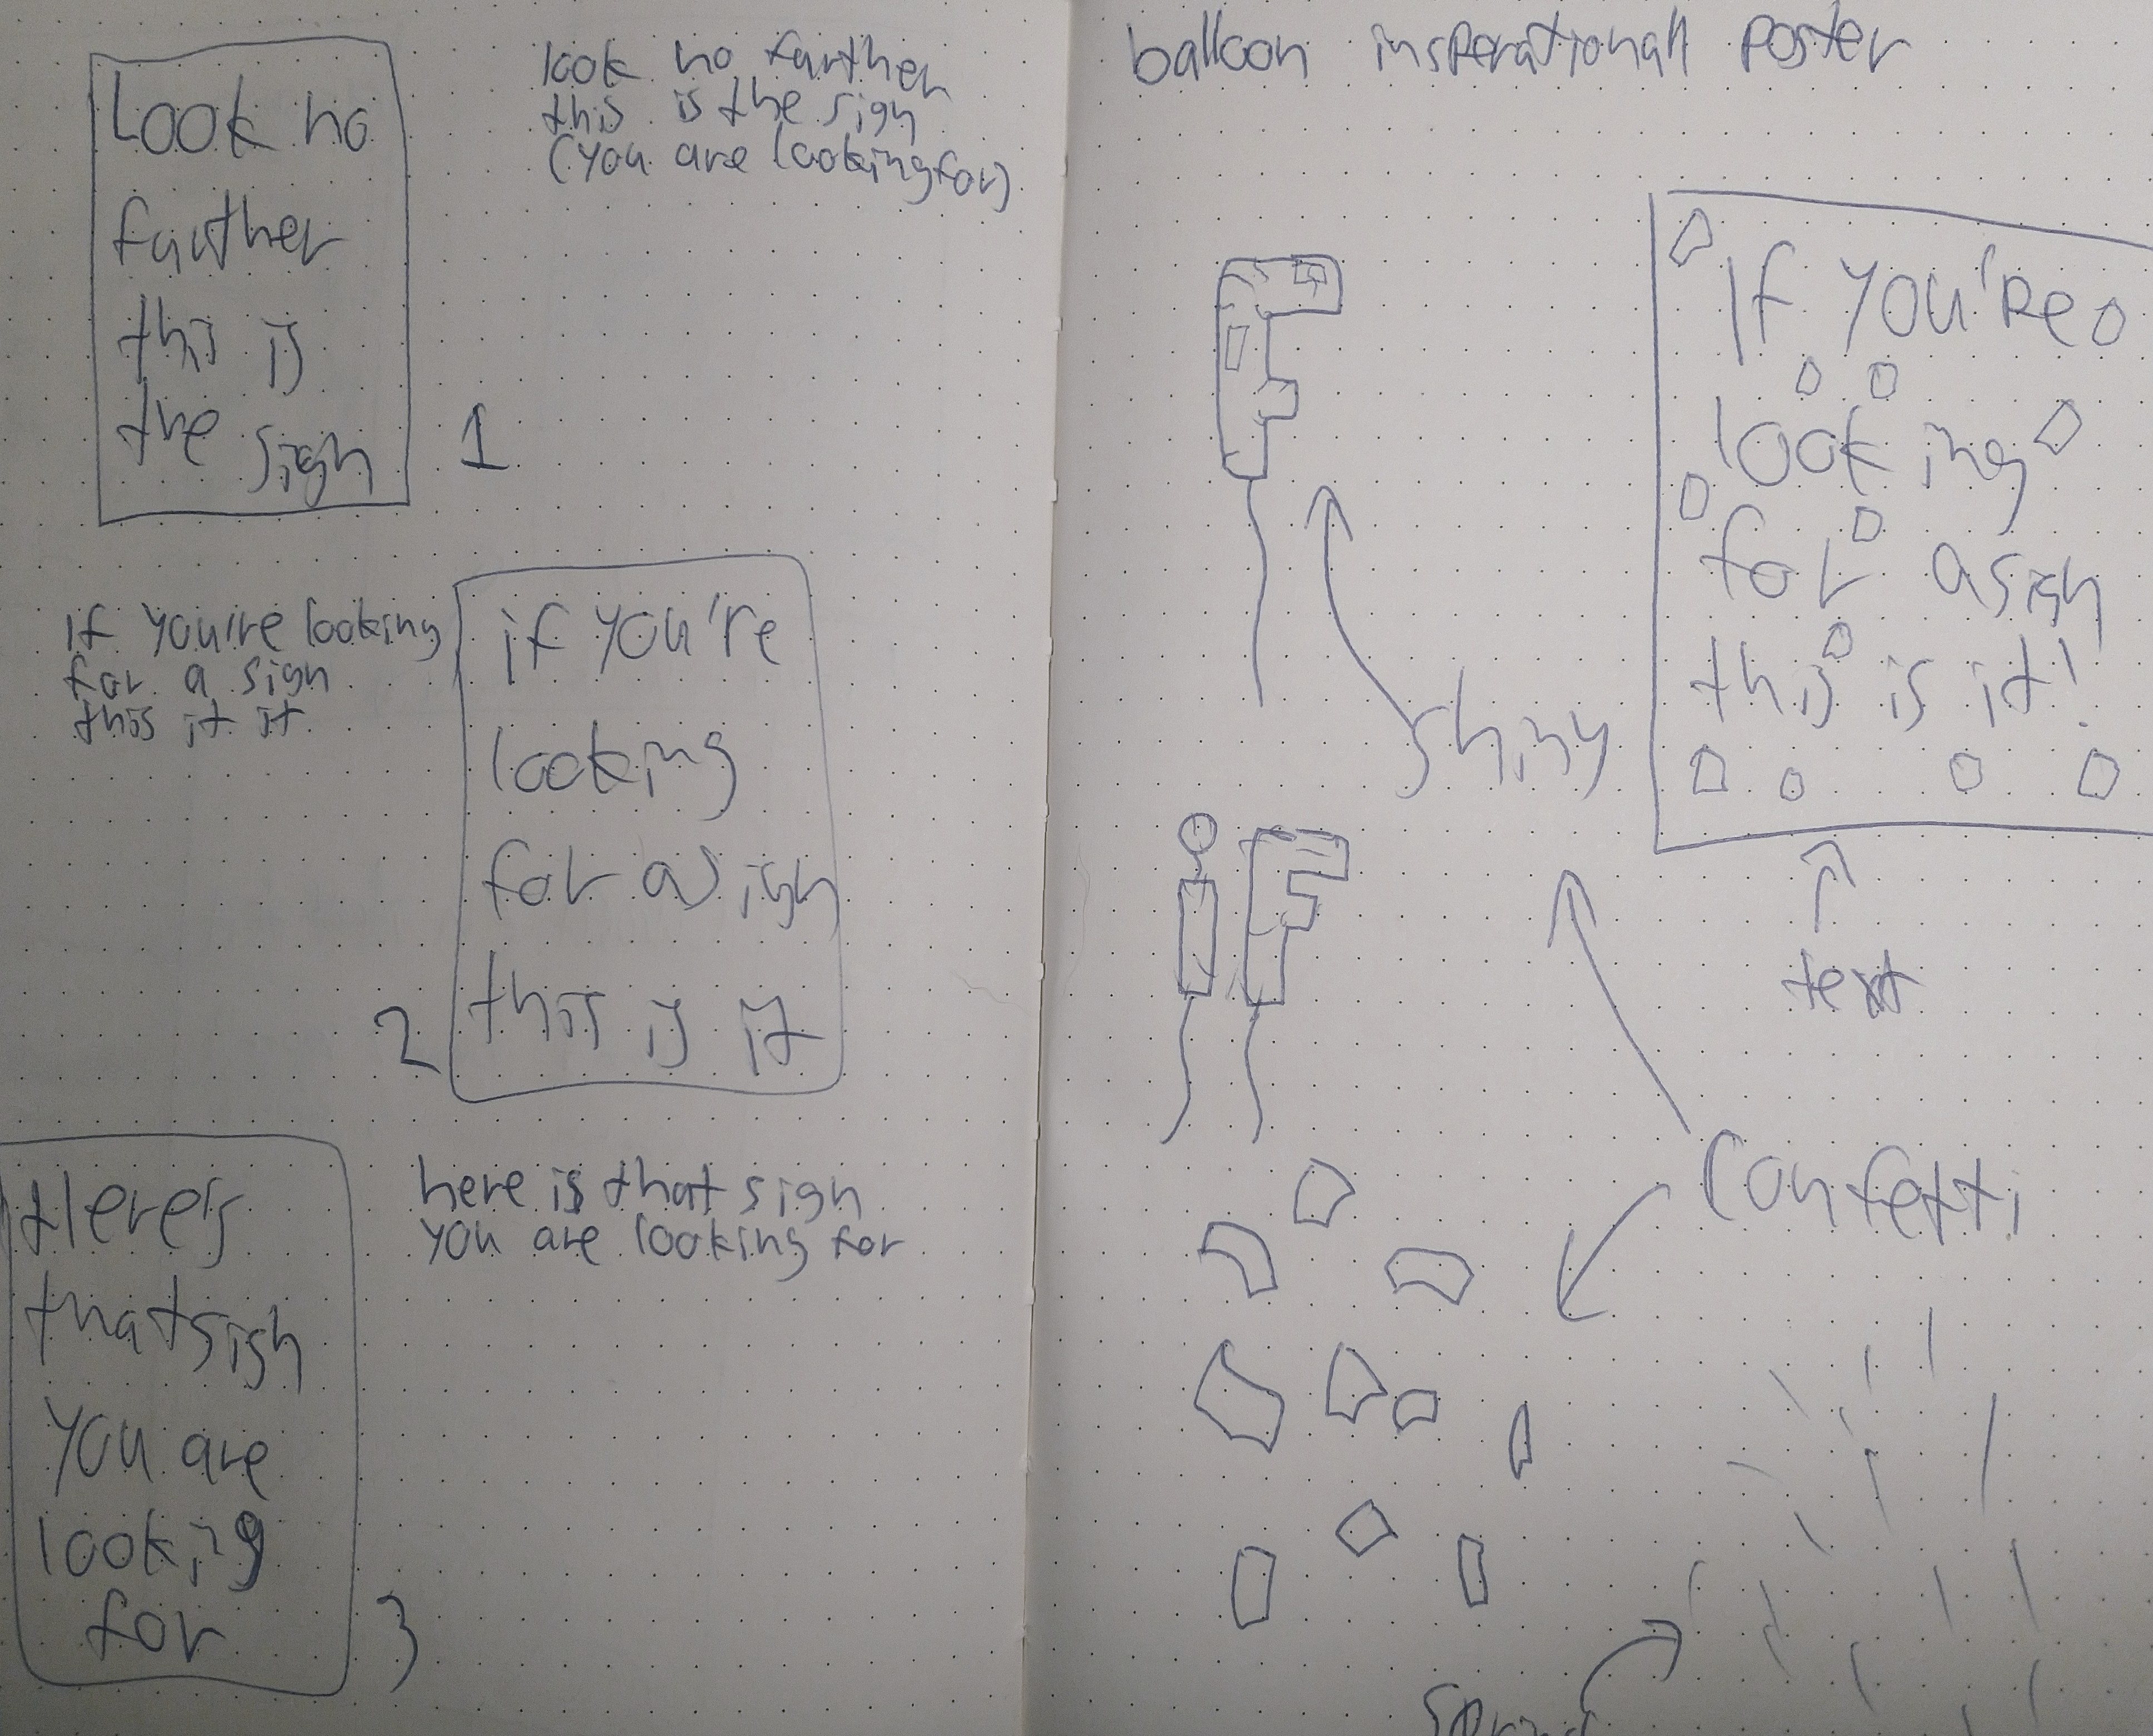 Look no
farther
this is
the sign
1
look no farther
this is the sign
(you are looking for)
If you're looking
for a sign
this it it
if you're
looking
for a sign
this is it
2
Here's
that sign
you are
looking
for
3
here is that sign
you are looking for
balloon insperationall poster
If you're
looking
for a sign
this is it!
F
shiny
text
iF
Confetti